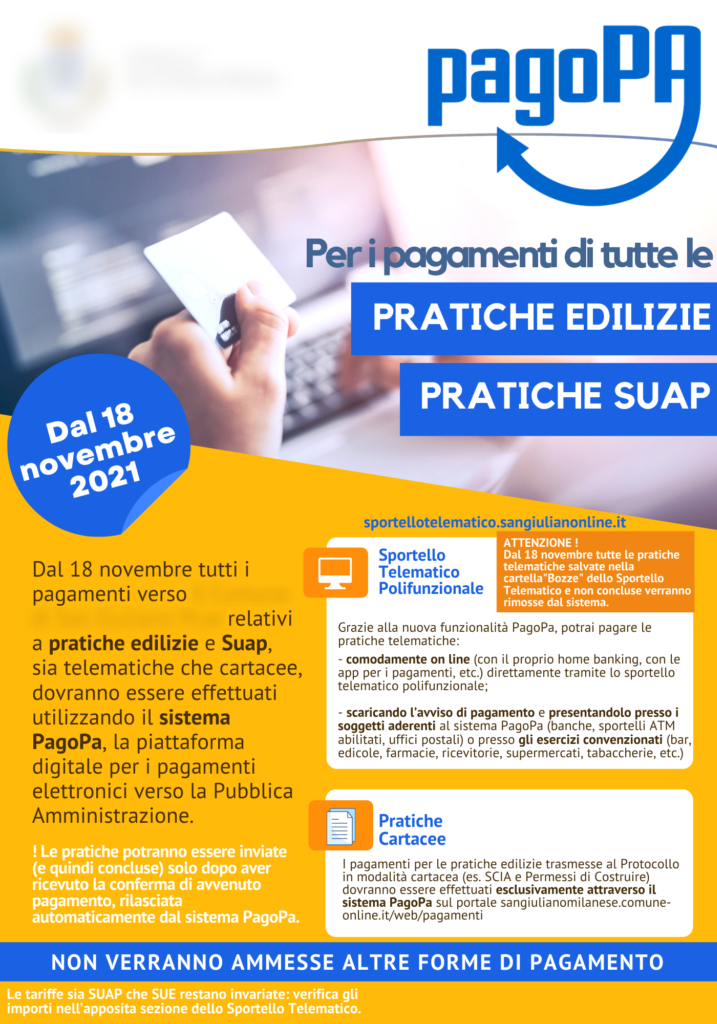 pagoPA
Per i pagamenti di tutte le
PRATICHE EDILIZIE
PRATICHE SUAP
Dal 18
novembre
2021
sportellotelematico.sangiulianonline.it
Dal 18 novembre tutti i
pagamenti verso
relativi
a pratiche edilizie e Suap,
sia telematiche che cartacee,
dovranno essere effettuati
utilizzando il sistema
PagoPa, la piattaforma
digitale per i pagamenti
elettronici verso la Pubblica
Amministrazione.
! Le pratiche potranno essere inviate
(e quindi concluse) solo dopo aver
ricevuto la conferma di avvenuto
pagamento, rilasciata
automaticamente dal sistema PagoPa.
Sportello
Telematico
Polifunzionale
ATTENZIONE !
Dal 18 novembre tutte le pratiche
telematiche salvate nella
cartella"Bozze" dello Sportello
Telematico e non concluse verranno
rimosse dal sistema.
Grazie alla nuova funzionalità PagoPa, potrai pagare le
pratiche telematiche:
- comodamente on line (con il proprio home banking, con le
app per i pagamenti, etc.) direttamente tramite lo sportello
telematico polifunzionale;
- scaricando l'avviso di pagamento e presentandolo presso i
soggetti aderenti al sistema PagoPa (banche, sportelli ATM
abilitati, uffici postali) o presso gli esercizi convenzionati (bar,
edicole, farmacie, ricevitorie, supermercati, tabaccherie, etc.)
Pratiche
Cartacee
I pagamenti per le pratiche edilizie trasmesse al Protocollo
in modalità cartacea (es. SCIA e Permessi di Costruire)
dovranno essere effettuati esclusivamente attraverso il
sistema PagoPa sul portale sangiulianomilanese.comune-
online.it/web/pagamenti
NON VERRANNO AMMESSE ALTRE FORME DI PAGAMENTO
Le tariffe sia SUAP che SUE restano invariate: verifica gli
importi nell'apposita sezione dello Sportello Telematico.